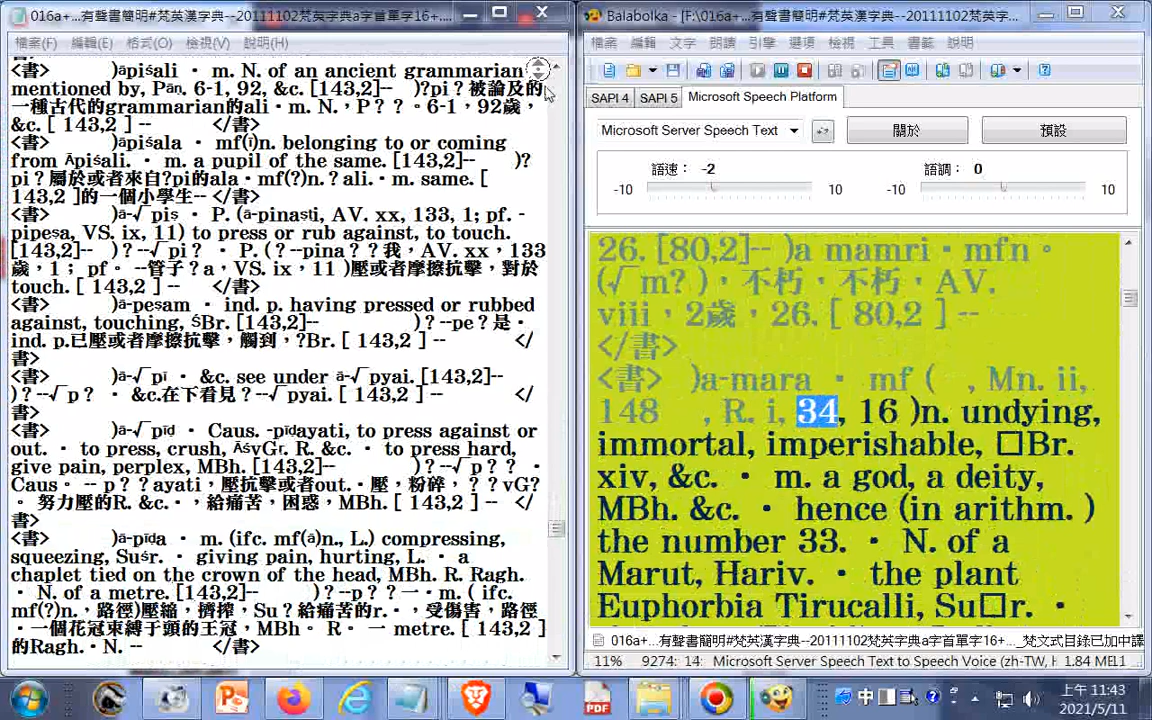 016a+...有聲書簡明#梵英漢字典--20111102梵英字典a字首單字16+...
檔案(F) 編輯(E) 格式(O) 檢視(V) 說明(H)
<書> )āpiśali ‧ m. N. of an ancient grammarian
mentioned by, Pāṇ. 6-1, 92, &c. [143,2]-- )?pi？被論及的
一種古代的grammarian的ali‧m. N.，P？？。6-1，92歲，
&c. [ 143,2 ] -- </書>
<書> )āpiśala ‧ mf(ī)n. belonging to or coming
from Āpiśali. ‧ m. a pupil of the same. [143,2]-- )?
pi？屬於或者來自?pi的ala‧mf(?)n.？ali.‧m. same. [
143,2 ]的一個小學生--</書>
<書> )ā-√piṣ ‧ P. (ā-pinaṣṭi, AV. xx, 133, 1; pf. -
pipeṣa, VS. ix, 11) to press or rub against, to touch.
[143,2]-- )？--√pi？ ‧ P. (？--pina？？我，AV. xx，133
歲，1； pf。 --管子？a，VS. ix，11 )壓或者摩擦抗擊，對於
touch. [ 143,2 ] -- </書>
<書> )ā-peṣam ‧ ind. p. having pressed or rubbed
against, touching, ŚBr. [143,2]-- )？--pe？是‧
ind. p.已壓或者摩擦抗擊，觸到，?Br. [ 143,2 ] -- </
書>
<書> )ā-√pī ‧ &c. see under ā-√pyai. [143,2]--
)？--√p？ ‧ &c.在下看見？--√pyai. [ 143,2 ] -- </
書>
<書> )ā-√pīḍ ‧ Caus. -pīḍayati, to press against or
out. ‧ to press, crush, ĀśvGṛ. R. &c. ‧ to press hard,
give pain, perplex, MBh. [143,2]-- )？--√p？？ ‧
Caus。 -- p？？ayati，壓抗擊或者out.‧壓，粉碎，？？vG?
。 努力壓的R. &c.‧，給痛苦，困惑，MBh. [ 143,2 ] -- </
書>
<書> )ā-pīḍa ‧ m. (ifc. mf(ā)n., L.) compressing,
squeezing, Suśr. ‧ giving pain, hurting, L. ‧ a
chaplet tied on the crown of the head, MBh. R. Ragh.
‧ N. of a metre. [143,2]-- )？--p？？一‧m. ( ifc.
mf(?)n.，路徑)壓縮，擠捋，Su？給痛苦的r.‧，受傷害，路徑
‧一個花冠束縛于頭的王冠，MBh。 R。 一 metre. [ 143,2 ]
的Ragh.‧N. -- </書>
Balabolka - [F:\016a+...有聲書簡明#梵英漢字典--20111102梵英字...
檔案 編輯 文字 朗讀 引擎 選項 檢視 工具 書籤 說明
SAPI 4 SAPI 5 Microsoft Speech Platform
Microsoft Server Speech Text 關於 預設
語速： -2 語調： 0
-10 10 -10 10
26. [80,2]-- )a mamri‧mfn。
(√m?)，不朽，不朽，AV.
viii，2歲，26. [ 80,2 ] --
</書>
<書> )a-mara ‧ mf ( , Mn. ii,
148 , R. i, 34, 16 )n. undying,
immortal, imperishable, □Br.
xiv, &c. ‧ m. a god, a deity,
MBh. &c. ‧ hence (in arithm. )
the number 33. ‧ N. of a
Marut, Hariv. ‧ the plant
Euphorbia Tirucalli, Su□r. ‧
016a+...有聲書簡明#梵英漢字典--20111102梵英字典a字首單字16+..._梵文式目錄已加中譯
11% 9274: 14: Microsoft Server Speech Text to Speech Voice (zh-TW, H 1.84 MB
中
PDF
上午 11:43
2021/5/11